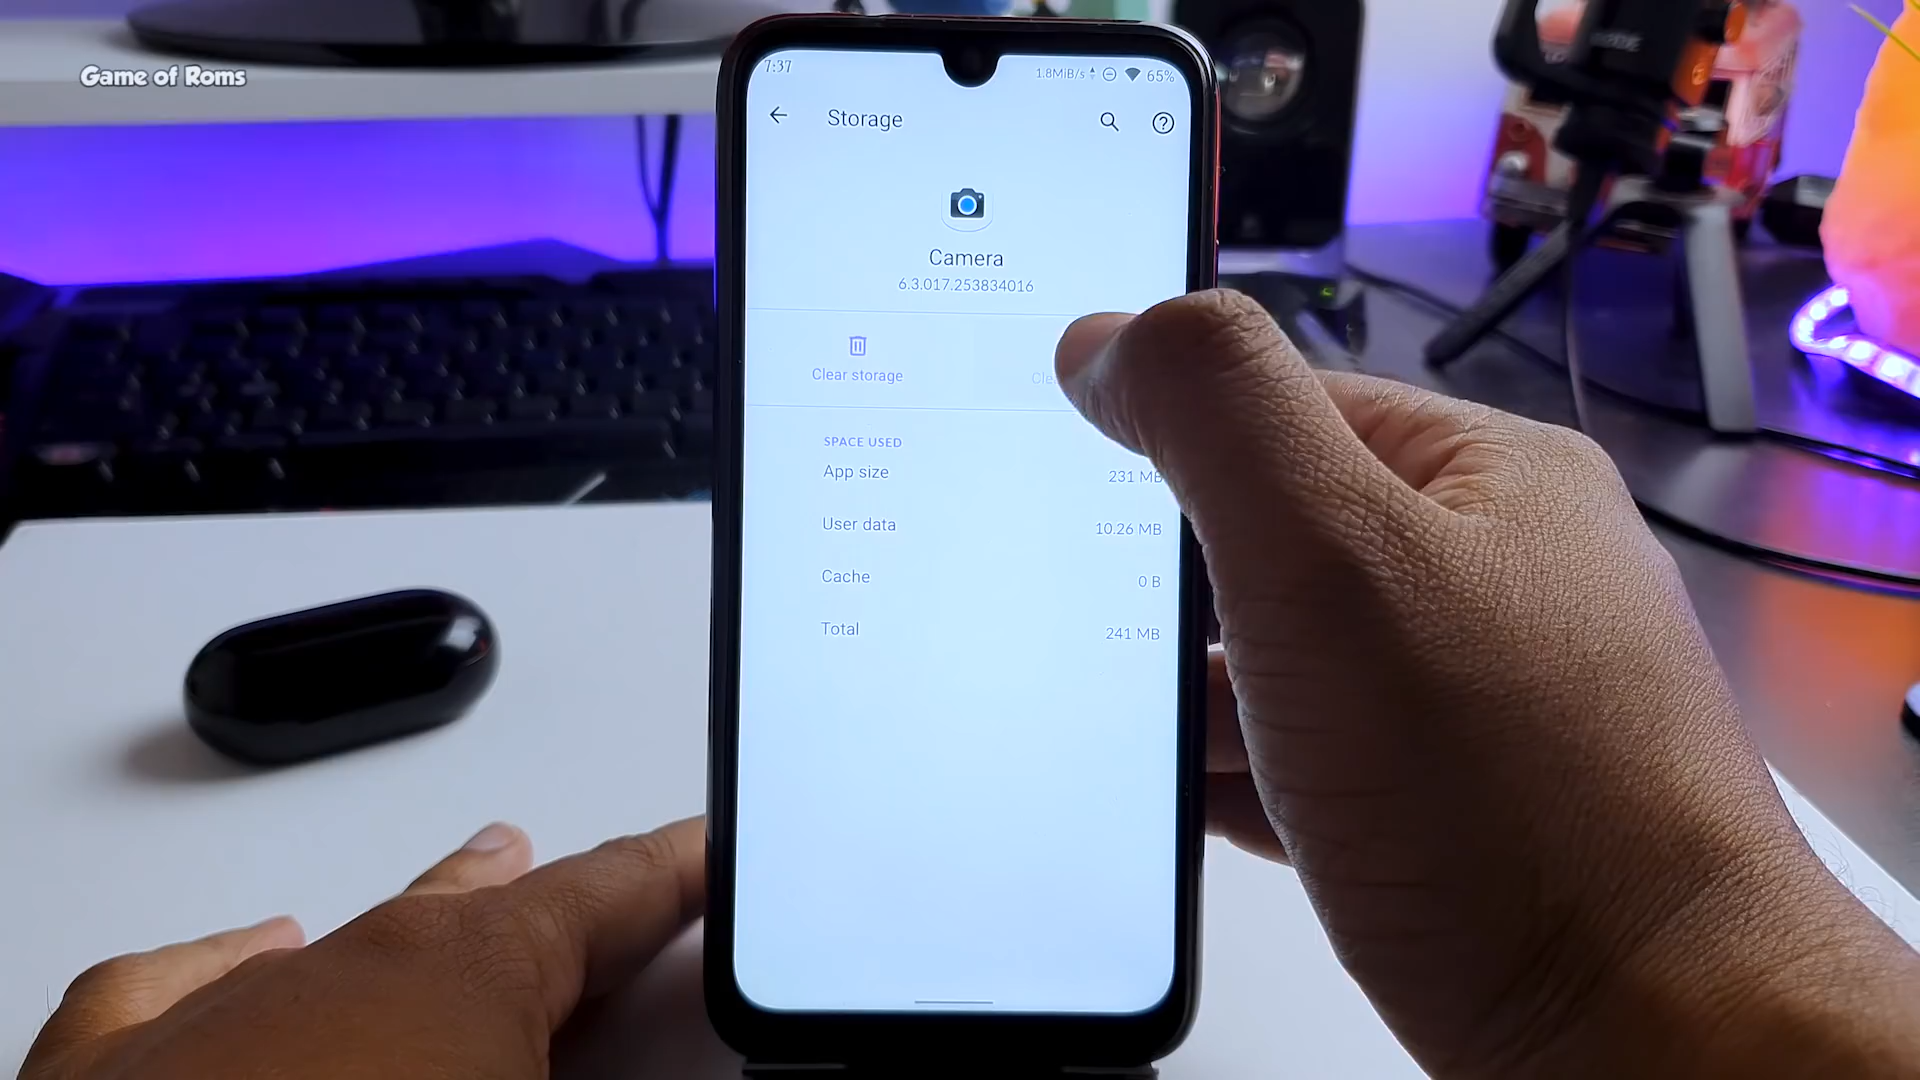 Game of Roms
7:37
1.8MiB/s 65%
Storage
Camera
6.3.017.253834016
Clear storage
SPACE USED
App size 231 MB
User data 10.26 MB
Cache 0 B
Total 241 MB